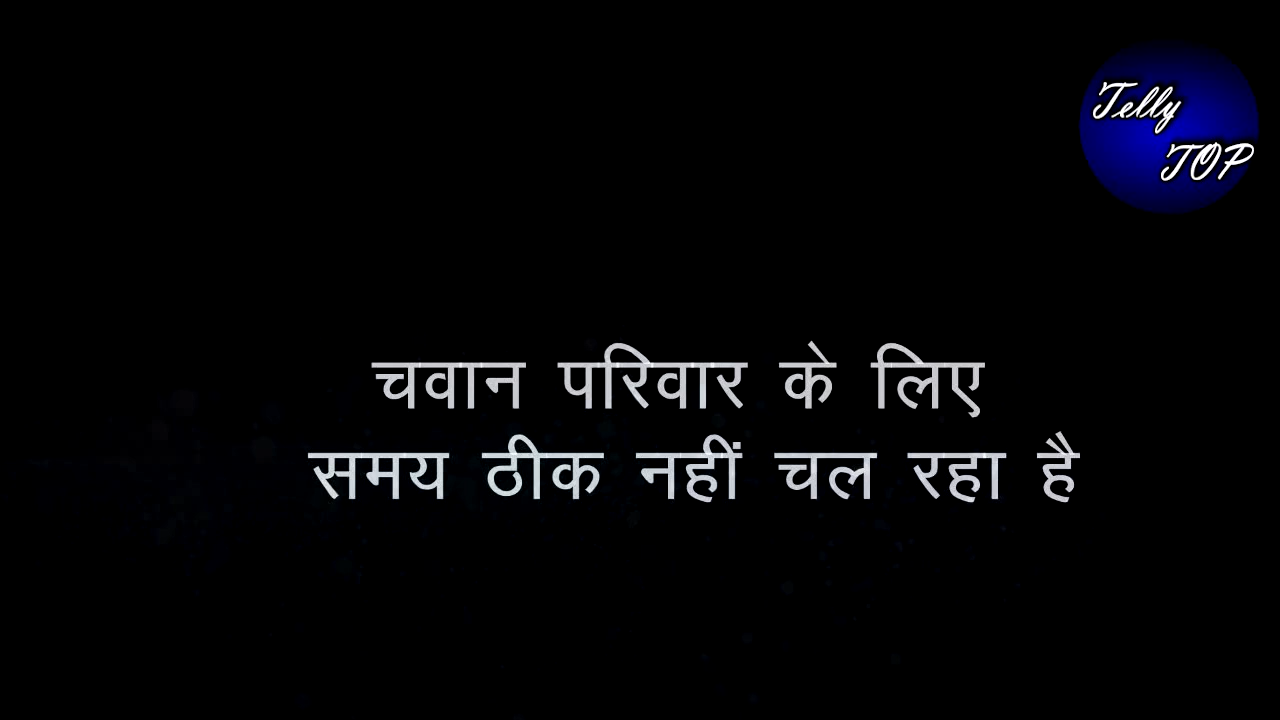 Telly
TOP
चवान परिवार के लिए
समय ठीक नहीं चल रहा है